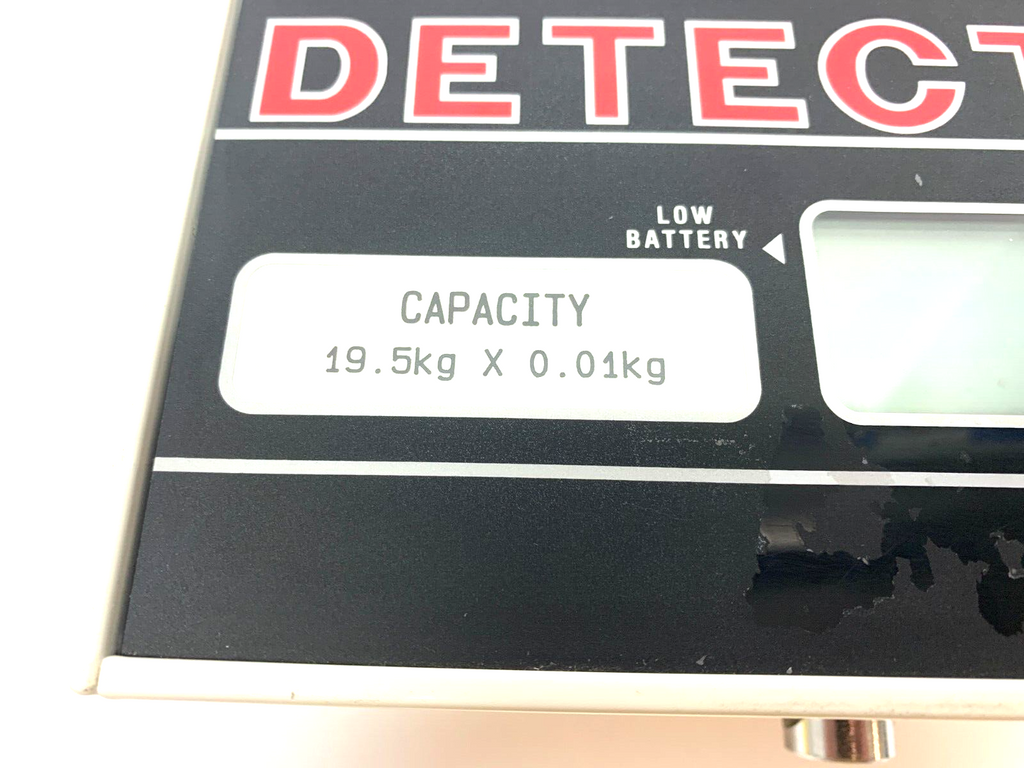 DETECT
LOW
BATTERY
CAPACITY
19.5kg X 0.01kg